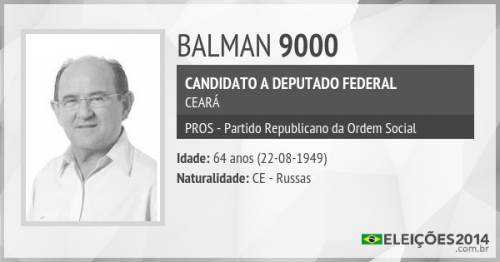 BALMAN 9000
CANDIDATO A DEPUTADO FEDERAL
CEARÁ
PROS - Partido Republicano da Ordem Social
Idade: 64 anos (22-08-1949)
Naturalidade: CE - Russas
ELEIÇÕES2014
.com.br